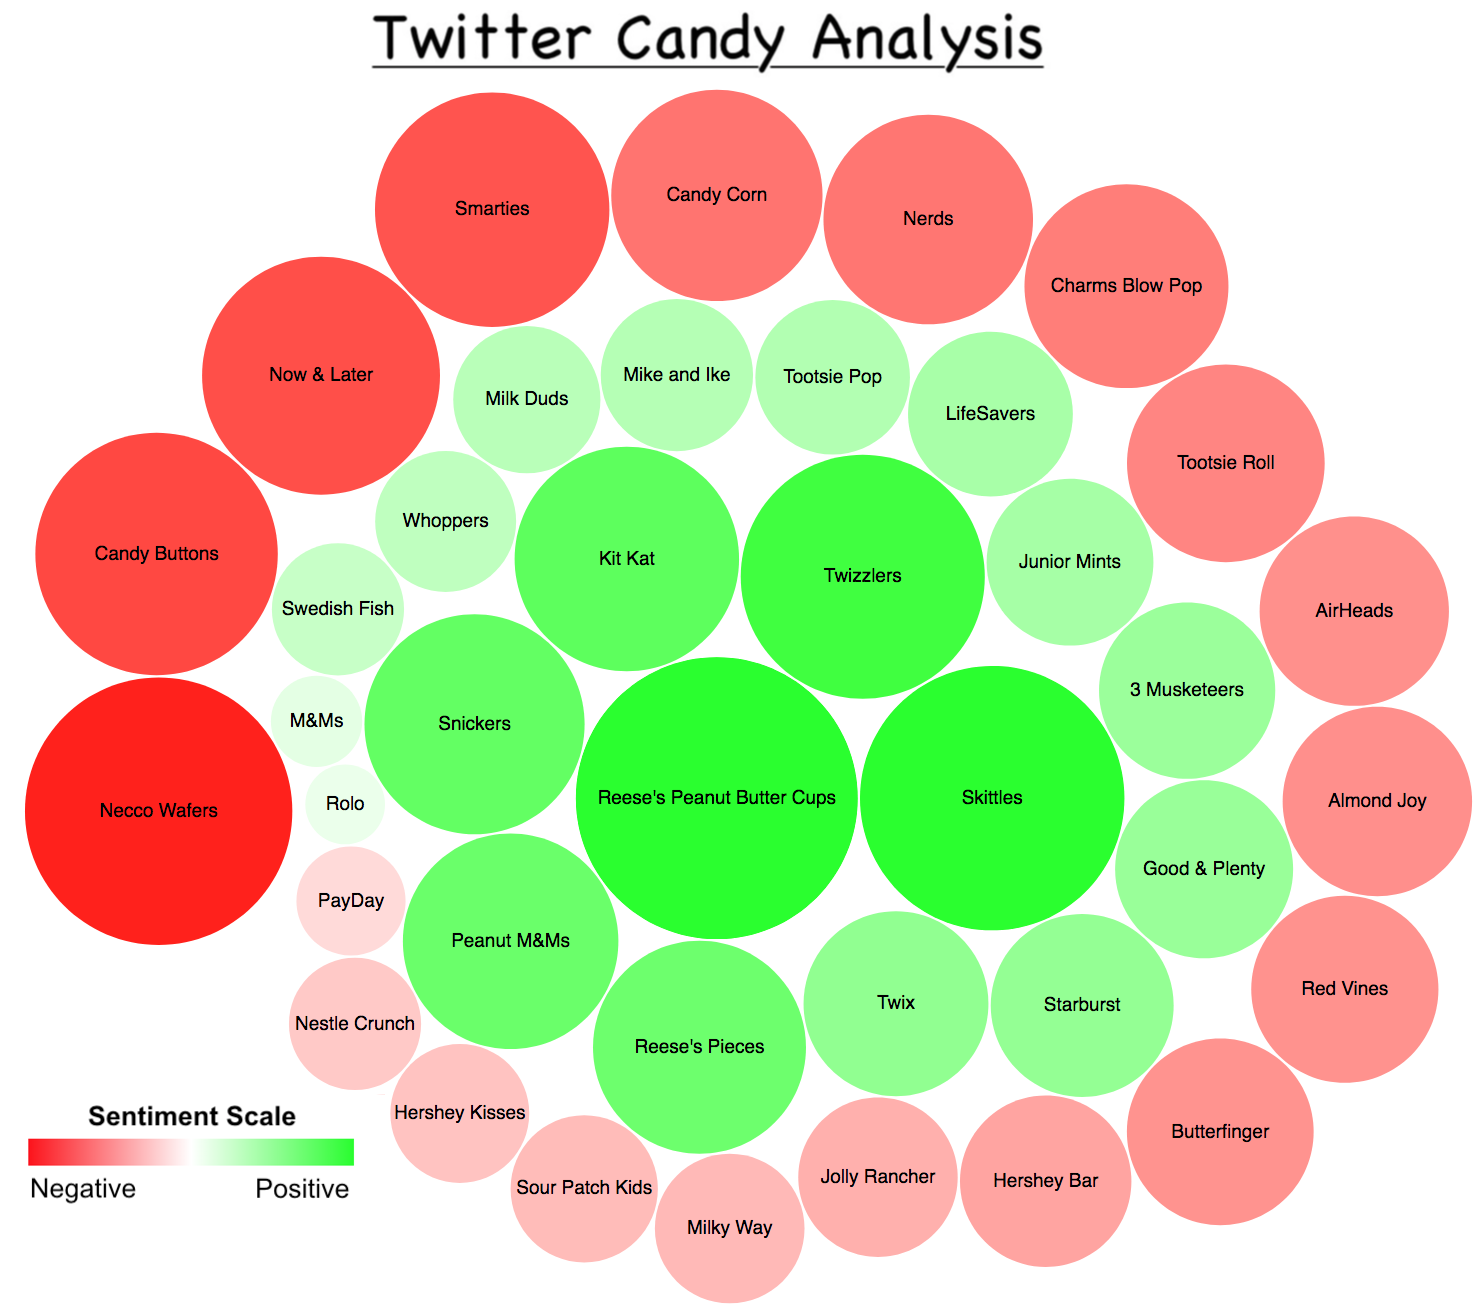 Twitter Candy Analysis
Smarties
Candy Corn
Nerds
Charms Blow Pop
Now & Later
Milk Duds
Mike and Ike
Tootsie Pop
LifeSavers
Tootsie Roll
Candy Buttons
Whoppers
Kit Kat
Twizzlers
Junior Mints
AirHeads
Swedish Fish
3 Musketeers
M&Ms
Snickers
Reese's Peanut Butter Cups
Skittles
Almond Joy
Necco Wafers
Rolo
Good & Plenty
PayDay
Peanut M&Ms
Twix
Starburst
Red Vines
Nestle Crunch
Reese's Pieces
Hershey Kisses
Butterfinger
Sour Patch Kids
Milky Way
Jolly Rancher
Hershey Bar
Sentiment Scale
Negative
Positive